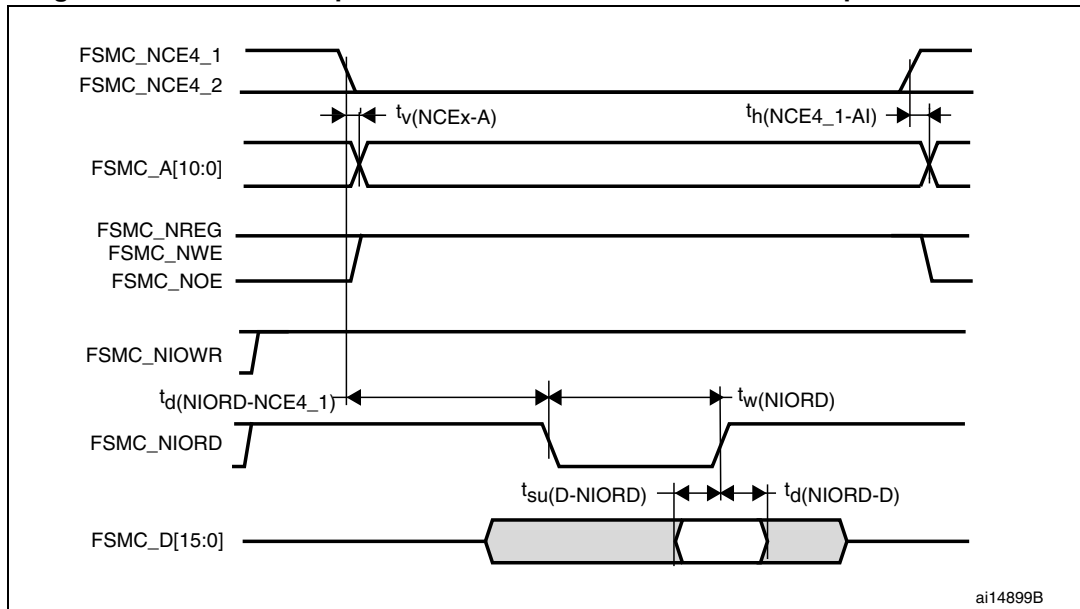 FSMC_NCE4_1
FSMC_NCE4_2
tv(NCEx-A)
th(NCE4_1-AI)
FSMC_A[10:0]
FSMC_NREG
FSMC_NWE
FSMC_NOE
FSMC_NIOWR
td(NIORD-NCE4_1)
tw(NIORD)
FSMC_NIORD
tsu(D-NIORD)
td(NIORD-D)
FSMC_D[15:0]
ai14899B